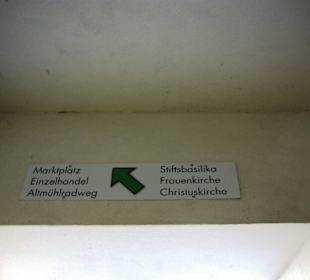 Marktplatz
Einzelhandel
Altmühlradweg
Stiftsbasilika
Frauenkirche
Christuskirche